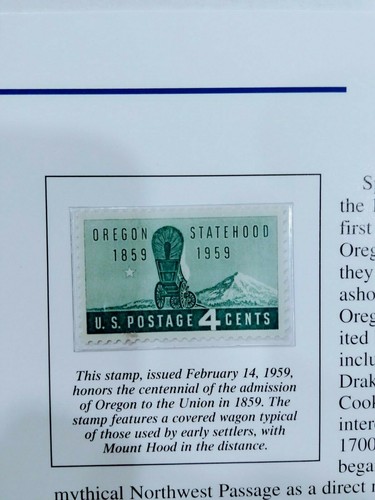 OREGON STATEHOOD
1859 1959
U.S. POSTAGE 4 CENTS
This stamp, issued February 14, 1959,
honors the centennial of the admission
of Oregon to the Union in 1859. The
stamp features a covered wagon typical
of those used by early settlers, with
Mount Hood in the distance.
the
first
Oreg
they
asho
Oreg
ited
inclu
Drak
Cook
inter
1700
bega
mythical Northwest Passage as a direct